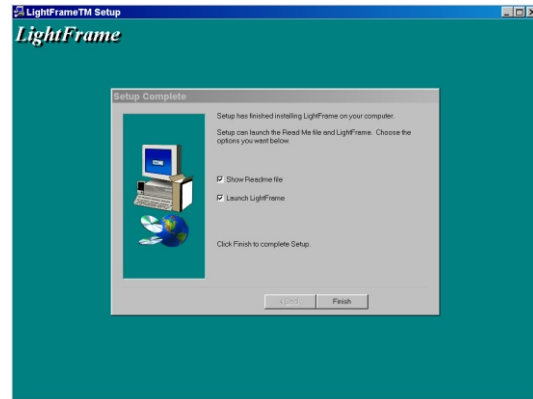 LightFrameTM Setup
LightFrame
Setup Complete
Setup has finished installing LightFrame on your computer.
Setup can launch the Read Me file and LightFrame. Choose the
options you want below.
Show Readme file
Launch LightFrame
Click Finish to complete Setup.
< Back
Finish